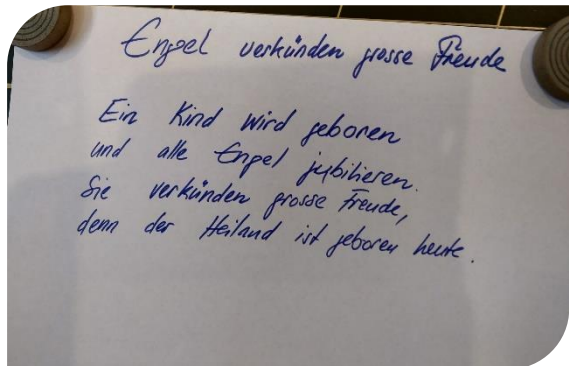 Engel verkünden grosse Freude
Ein Kind wird geboren
und alle Engel jubilieren.
Sie verkünden grosse Freude,
denn der Heiland ist geboren heute.